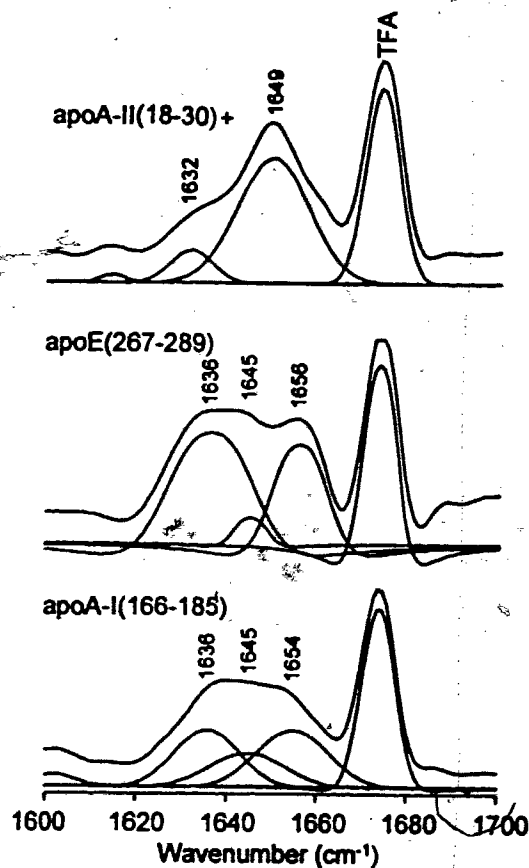 TFA
1649
apoA-II(18-30)+
1632
apoE(267-289)
1636
1645
1656
apoA-I(166-185)
1636
1645
1654
1600 1620 1640 1660 1680 1700
Wavenumber (cm-1)